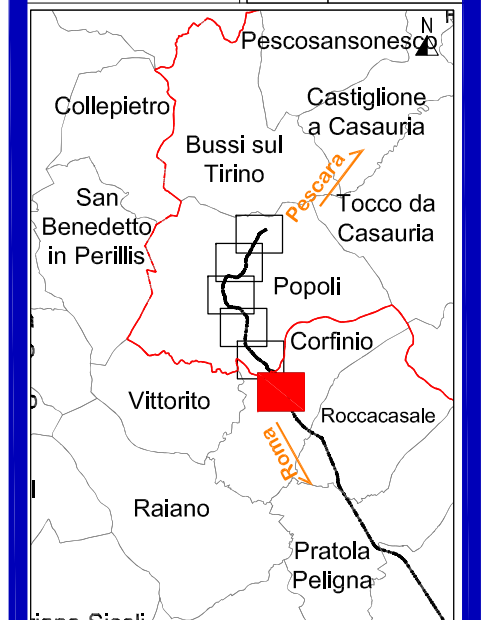 Pescosansonesco
N
Collepietro
Castiglione
a Casauria
Bussi sul
Tirino
Pescara
San
Benedetto
in Perillis
Tocco da
Casauria
Popoli
Corfinio
Vittorito
Roccacasale
Roma
Raiano
Pratola
Peligna